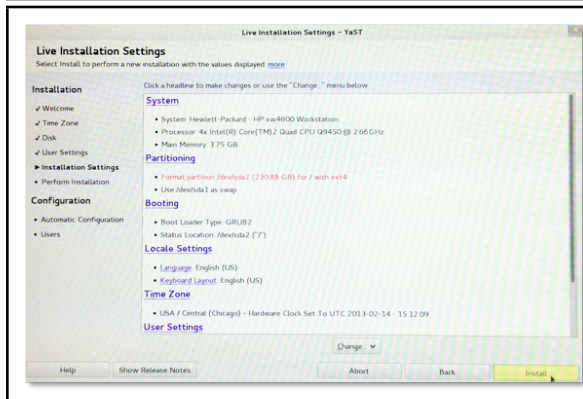 Live Installation Settings - YaST
Live Installation Settings
Select Install to perform a new installation with the values displayed. more
Installation
✓ Welcome
✓ Time Zone
✓ Disk
✓ User Settings
▶ Installation Settings
• Perform Installation
Configuration
• Automatic Configuration
• Users
Click a headline to make changes or use the "Change..." menu below.
System
• System: Hewlett-Packard - HP xw4600 Workstation
• Processor: 4x Intel(R) Core(TM)2 Quad CPU Q9450 @ 2.66GHz
• Main Memory: 3.75 GB
Partitioning
• Format partition /dev/sda2 (230.88 GB) for / with ext4
• Use /dev/sda1 as swap
Booting
• Boot Loader Type: GRUB2
• Status Location: /dev/sda2 ("/")
Locale Settings
• Language: English (US)
• Keyboard Layout: English (US)
Time Zone
• USA / Central (Chicago) - Hardware Clock Set To UTC 2013-02-14 - 15:12:09
User Settings
Change...
Help
Show Release Notes
Abort
Back
Install